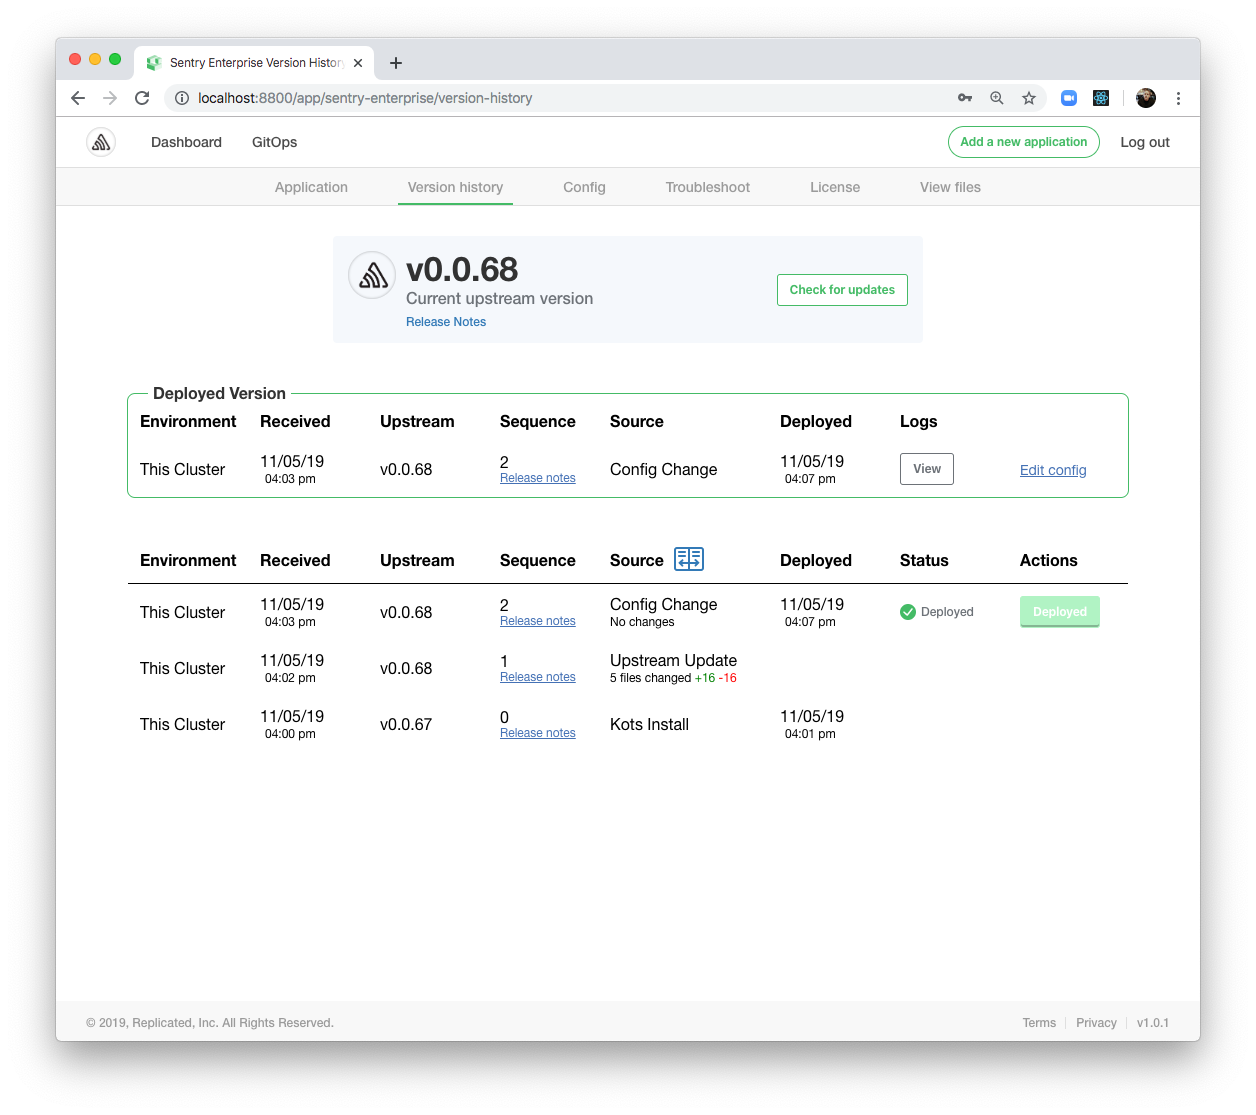 Sentry Enterprise Version History
localhost:8800/app/sentry-enterprise/version-history
Dashboard GitOps Add a new application Log out
Application Version history Config Troubleshoot License View files
v0.0.68
Current upstream version
Release Notes
Check for updates
Deployed Version
Environment Received Upstream Sequence Source Deployed Logs
This Cluster 11/05/19 04:03 pm v0.0.68 2 Release notes Config Change 11/05/19 04:07 pm View Edit config
Environment Received Upstream Sequence Source Deployed Status Actions
This Cluster 11/05/19 04:03 pm v0.0.68 2 Release notes Config Change No changes 11/05/19 04:07 pm Deployed Deployed
This Cluster 11/05/19 04:02 pm v0.0.68 1 Release notes Upstream Update 5 files changed +16 -16
This Cluster 11/05/19 04:00 pm v0.0.67 0 Release notes Kots Install 11/05/19 04:01 pm
© 2019, Replicated, Inc. All Rights Reserved. Terms Privacy v1.0.1